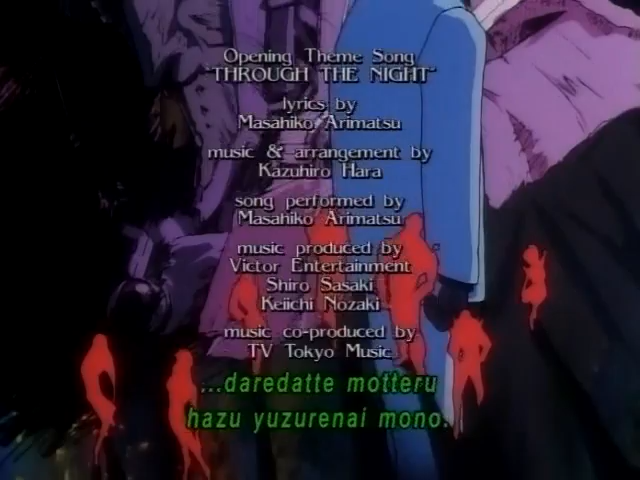 Opening Theme Song
"THROUGH THE NIGHT"
lyrics by
Masahiko Arimatsu
music & arrangement by
Kazuhiro Hara
song performed by
Masahiko Arimatsu
music produced by
Victor Entertainment
Shiro Sasaki
Keiichi Nozaki
music co-produced by
TV Tokyo Music
...daredatte motteru
hazu yuzurenai mono.